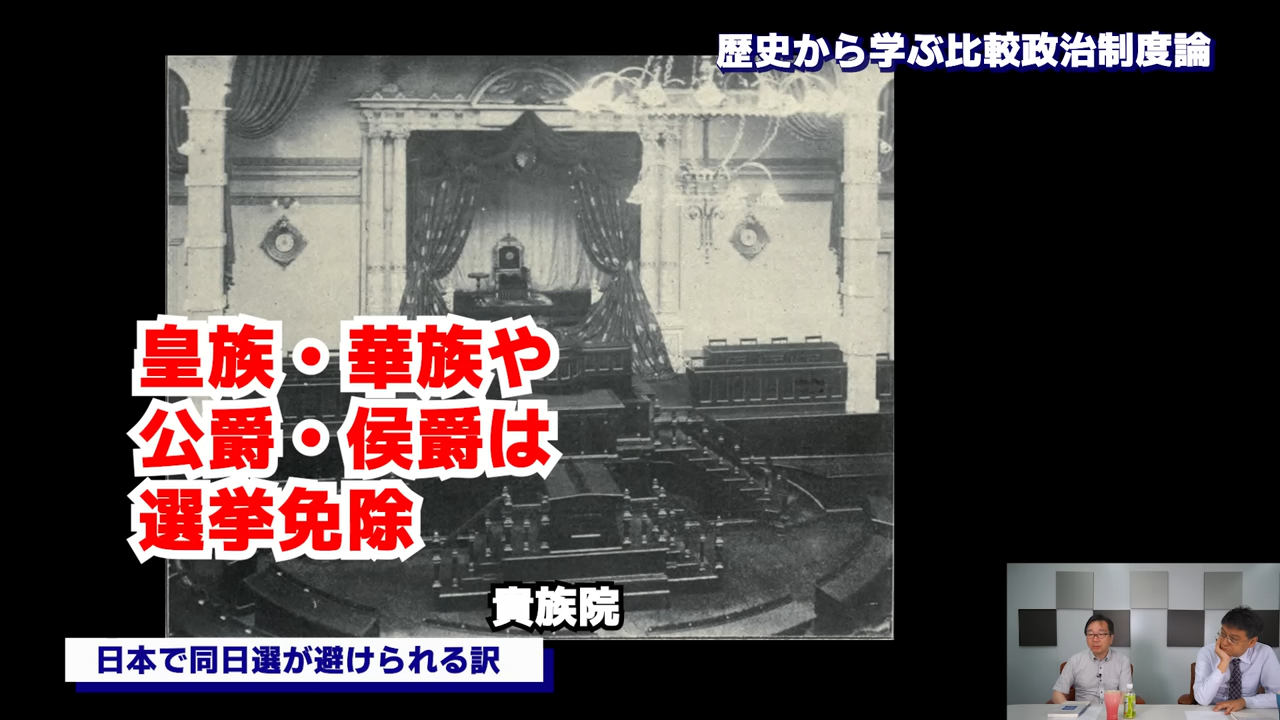 歴史から学ぶ比較政治制度論
皇族・華族や
公爵・侯爵は
選挙免除
貴族院
日本で同日選が避けられる訳